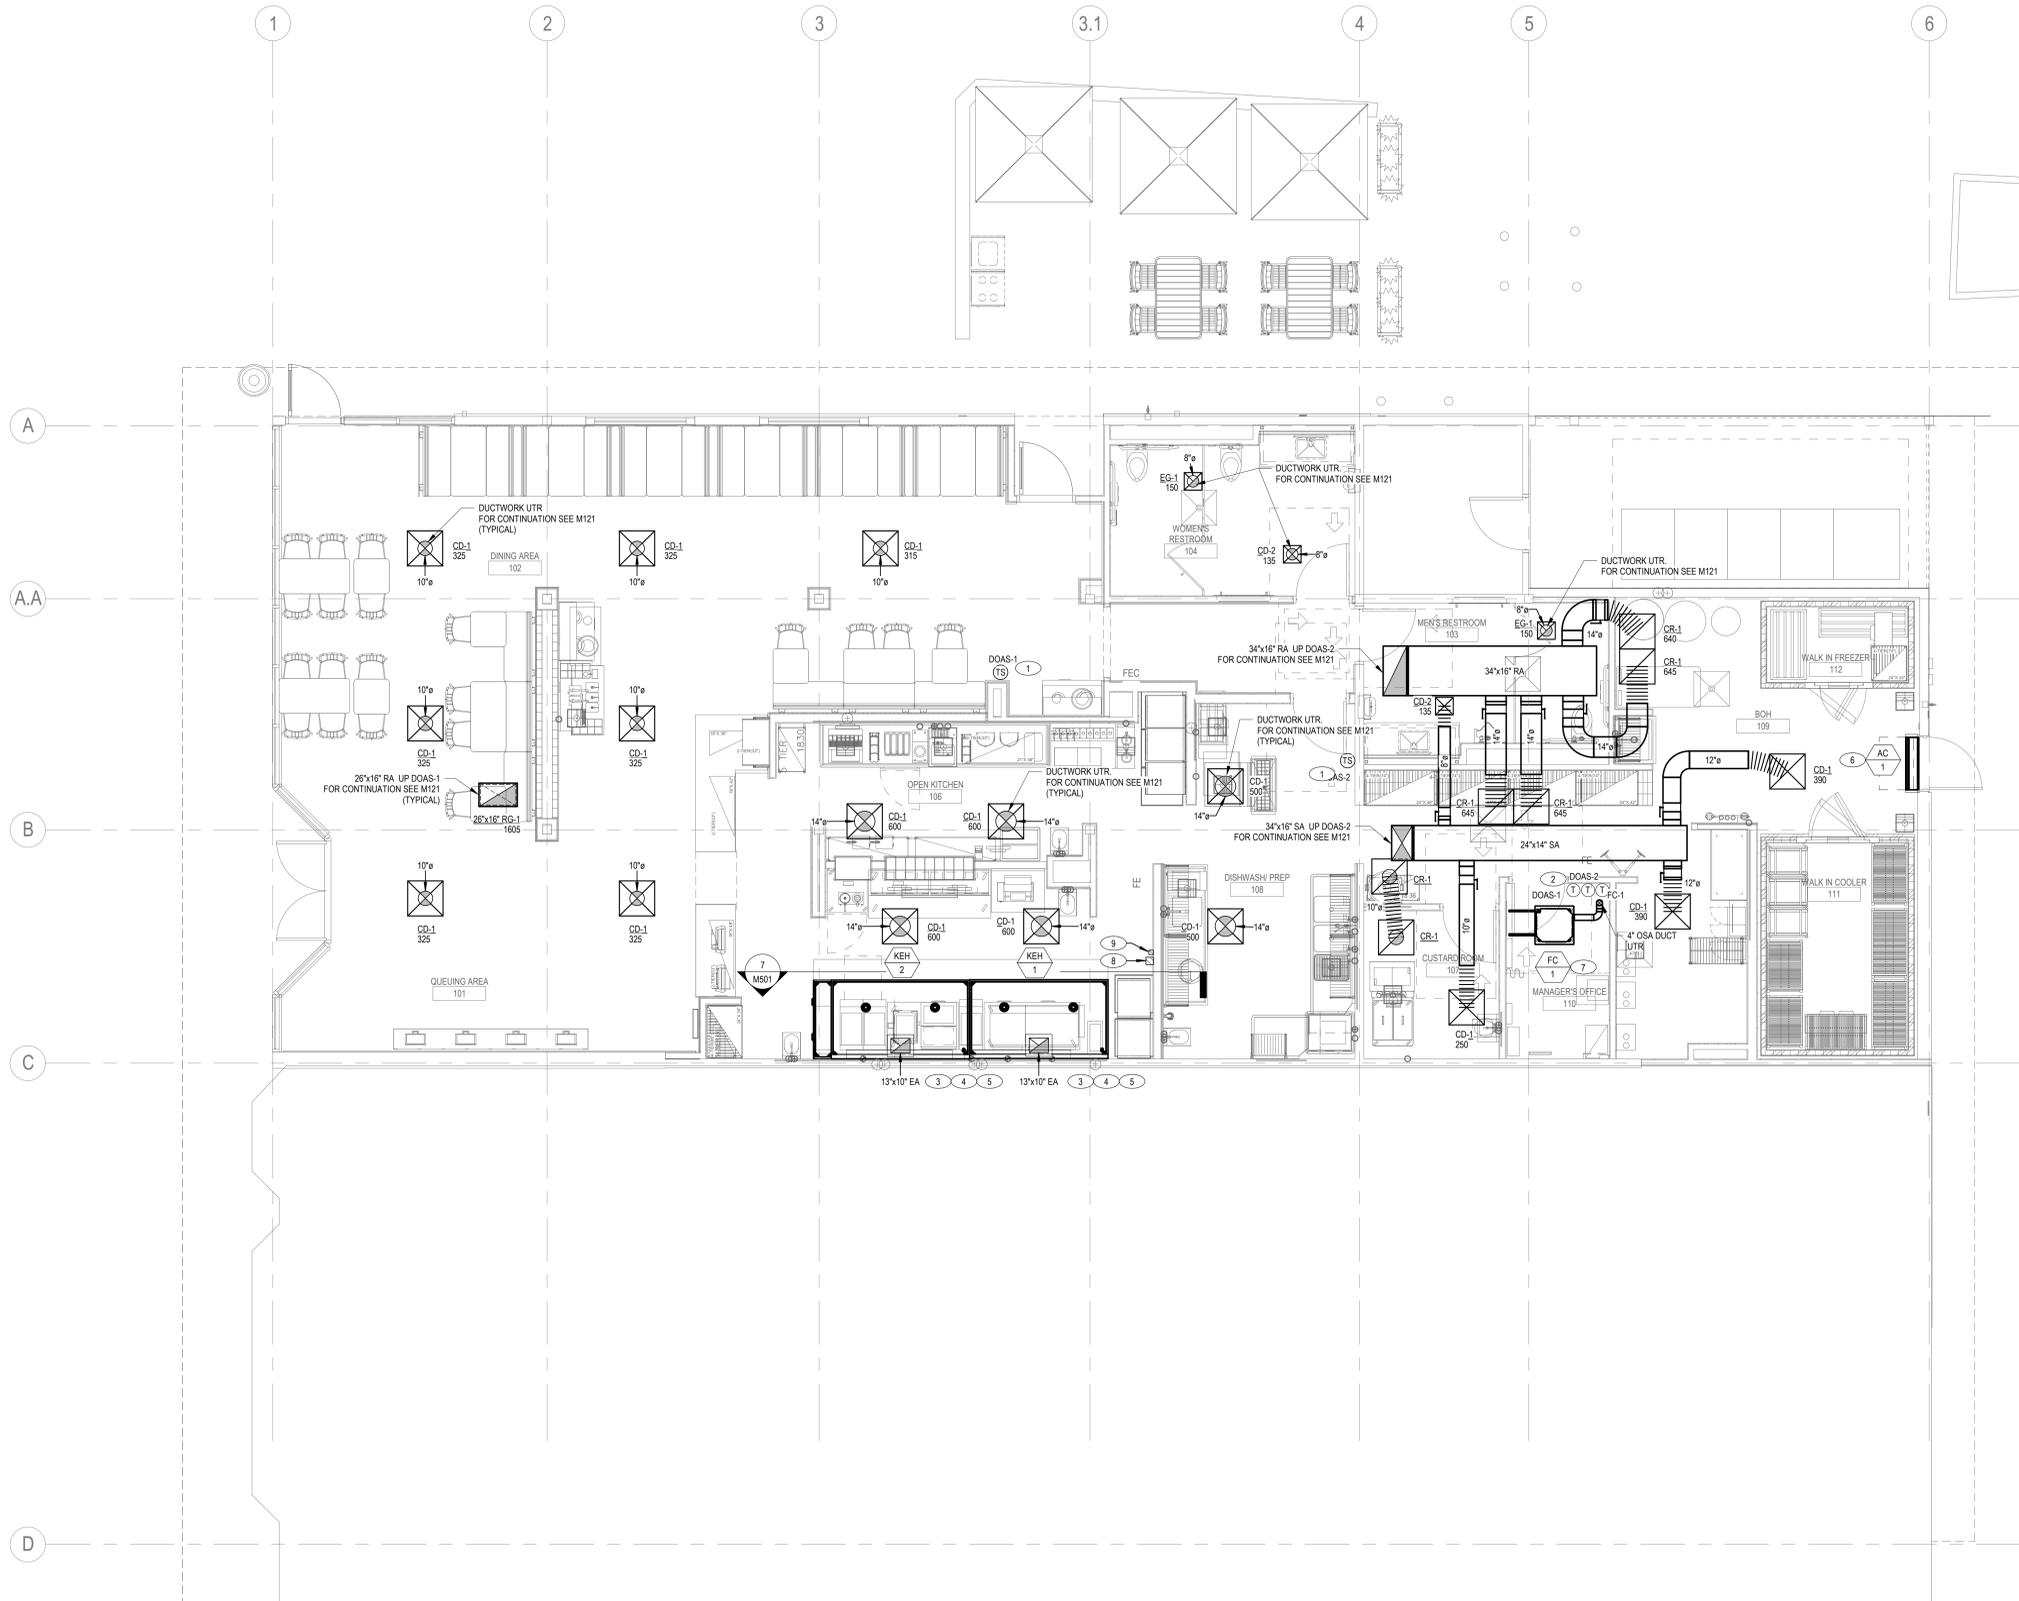 1
2
3
3.1
4
5
6
A
A.A
B
C
D
DUCTWORK UTR
FOR CONTINUATION SEE M121
(TYPICAL)
CD-1
325
10"ø
DINING AREA
102
CD-1
325
10"ø
CD-1
315
10"ø
8"ø
EG-1
150
DUCTWORK UTR.
FOR CONTINUATION SEE M121
WOMEN'S
RESTROOM
104
CD-2
135
8"ø
DUCTWORK UTR.
FOR CONTINUATION SEE M121
8"ø
EG-1
150
14"ø
CR-1
640
CR-1
645
MEN'S RESTROOM
103
34"x16" RA UP DOAS-2
FOR CONTINUATION SEE M121
34"x16" RA
WALK IN FREEZER
112
24"X 24"
DOAS-1
TS
1
FEC
CD-2
135
BOH
109
10"ø
CD-1
325
10"ø
CD-1
325
26"x16" RA UP DOAS-1
FOR CONTINUATION SEE M121
(TYPICAL)
26"x16" RG-1
1605
DUCTWORK UTR.
FOR CONTINUATION SEE M121
(TYPICAL)
TS
1
CD-1
500
14"ø
8"ø
14"ø
14"ø
14"ø
12"ø
CD-1
390
6
AC
1
5 TIER
1830
OPEN KITCHEN
106
DUCTWORK UTR.
FOR CONTINUATION SEE M121
(TYPICAL)
14"ø
CD-1
600
CD-1
600
14"ø
CR-1
645
CR-1
645
34"x16" SA UP DOAS-2
FOR CONTINUATION SEE M121
24"x14" SA
FE
FE
10"ø
CD-1
325
10"ø
CD-1
325
DISHWASH/ PREP
108
CR-1
10"ø
CR-1
10"ø
2
DOAS-2
T
T
T
DOAS-1
FC-1
12"ø
CD-1
390
4" OSA DUCT
UTR
WALK IN COOLER
111
14"ø
CD-1
600
CD-1
600
14"ø
CD-1
500
14"ø
9
8
7
M501
KEH
2
KEH
1
CUSTARD ROOM
107
FC
1
7
MANAGER'S OFFICE
110
QUEUING AREA
101
CD-1
250
13"x10" EA
3
4
5
13"x10" EA
3
4
5